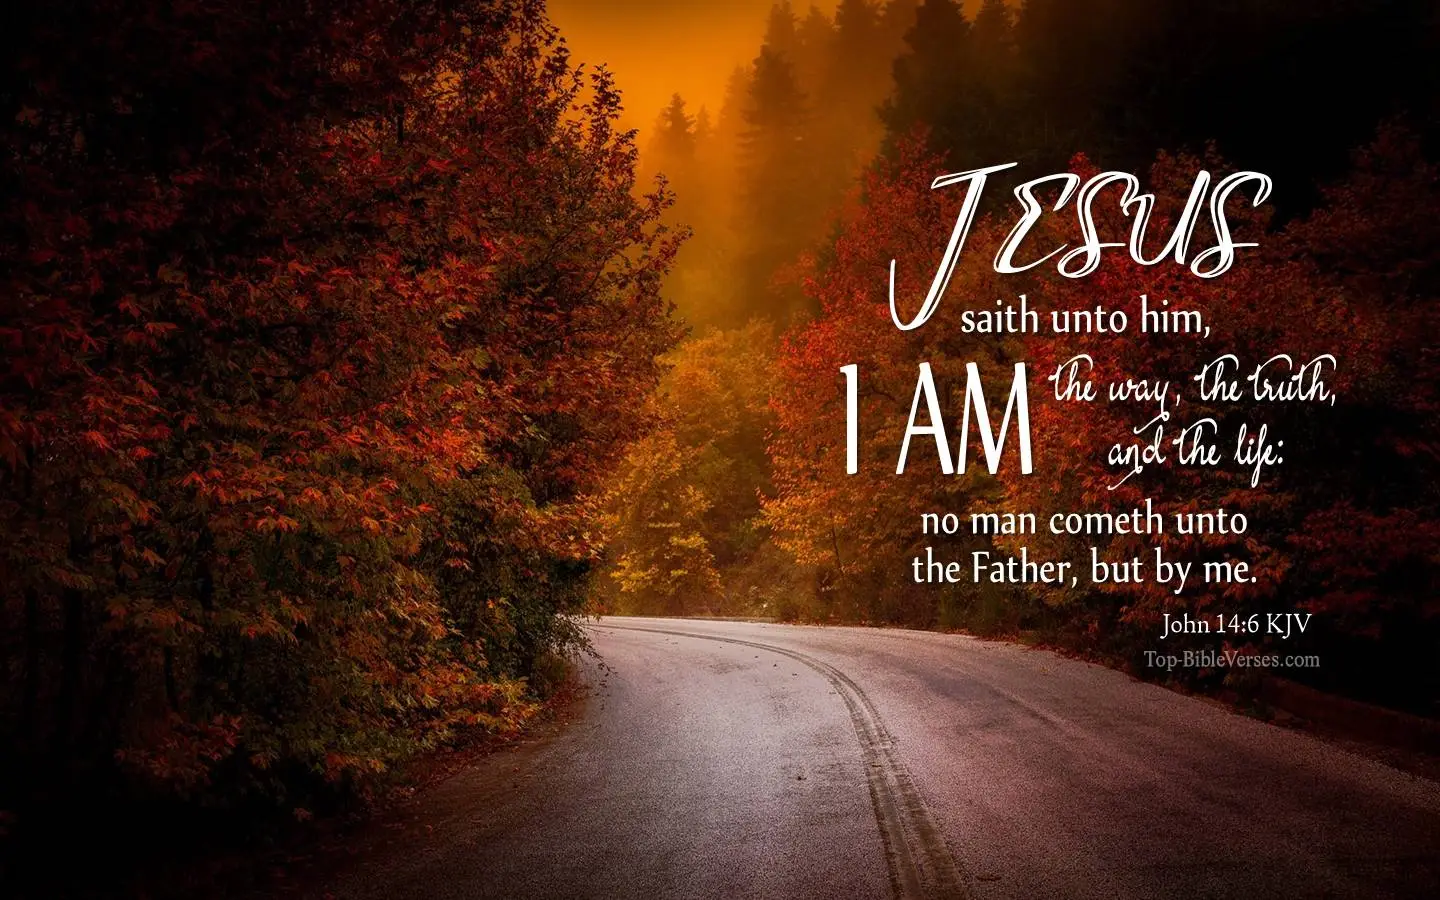 JESUS
saith unto him,
I AM the way, the truth,
and the life:
no man cometh unto
the Father, but by me.
John 14:6 KJV
Top-BibleVerses.com